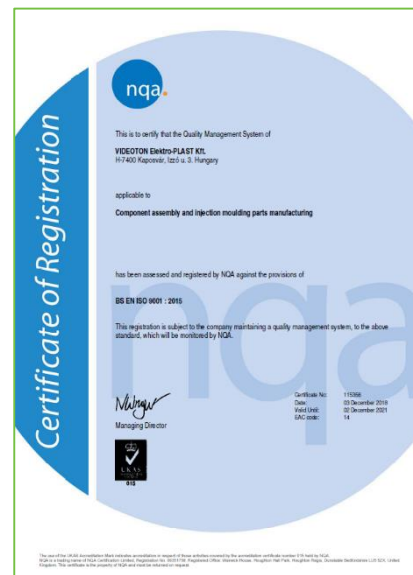 Certificate of Registration
nqa.
This is to certify that the Quality Management System of
VIDEOTON Elektro-PLAST Kft.
H-7400 Kaposvár, Izzó u. 3. Hungary
applicable to
Component assembly and injection moulding parts manufacturing
has been assessed and registered by NQA against the provisions of
BS EN ISO 9001 : 2015
This registration is subject to the company maintaining a quality management system, to the above
standard, which will be monitored by NQA.
nqa
Managing Director
Certificate No: 115356
Date: 03 December 2018
Valid Until: 02 December 2021
EAC code: 14
UKAS
015